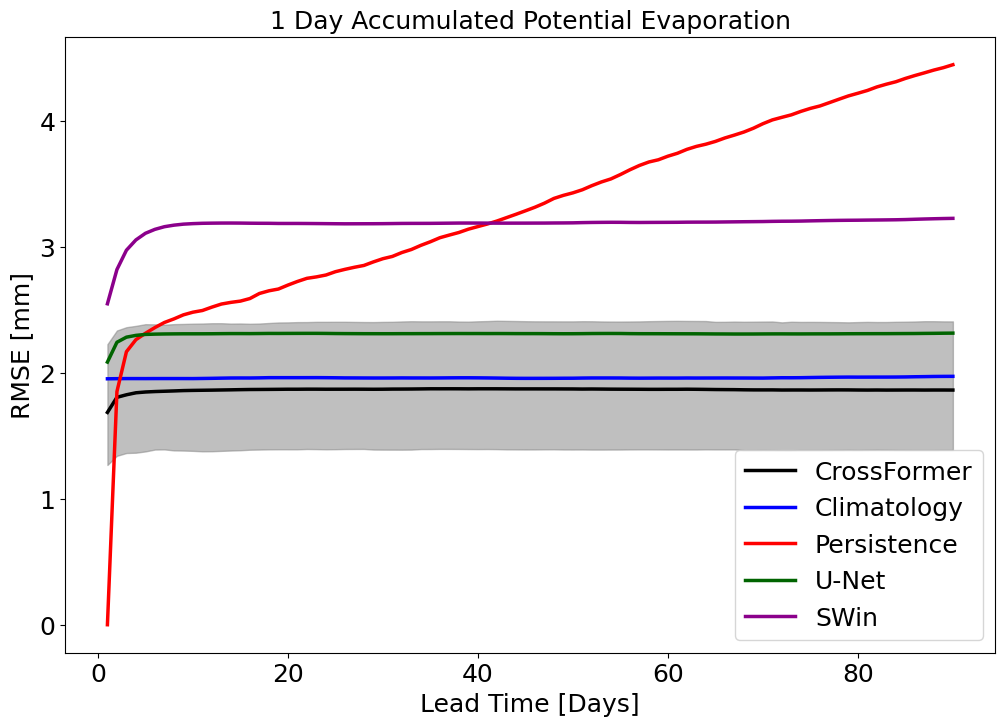 1 Day Accumulated Potential Evaporation
RMSE [mm]
4
3
2
1
0
0 20 40 60 80
Lead Time [Days]
CrossFormer
Climatology
Persistence
U-Net
SWin